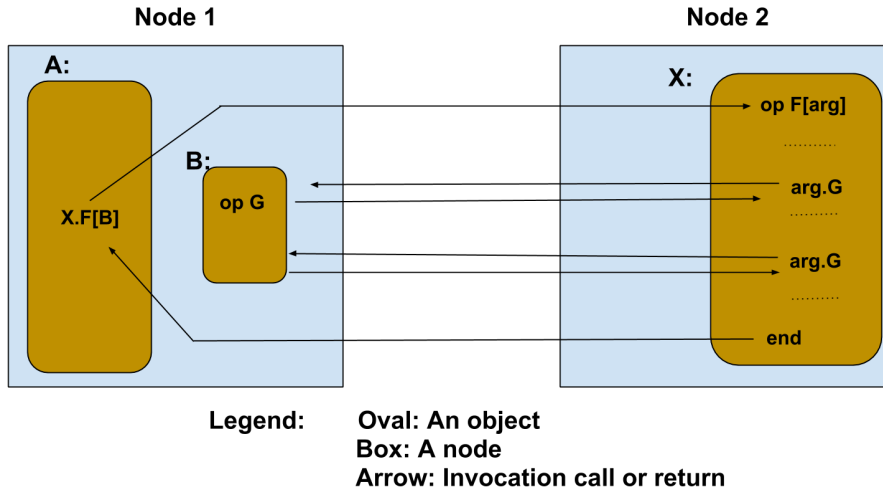 Node 1
Node 2
A:
X:
op F[arg]
..........
B:
arg.G
op G
X.F[B]
..........
arg.G
..........
end
Legend: Oval: An object
Box: A node
Arrow: Invocation call or return